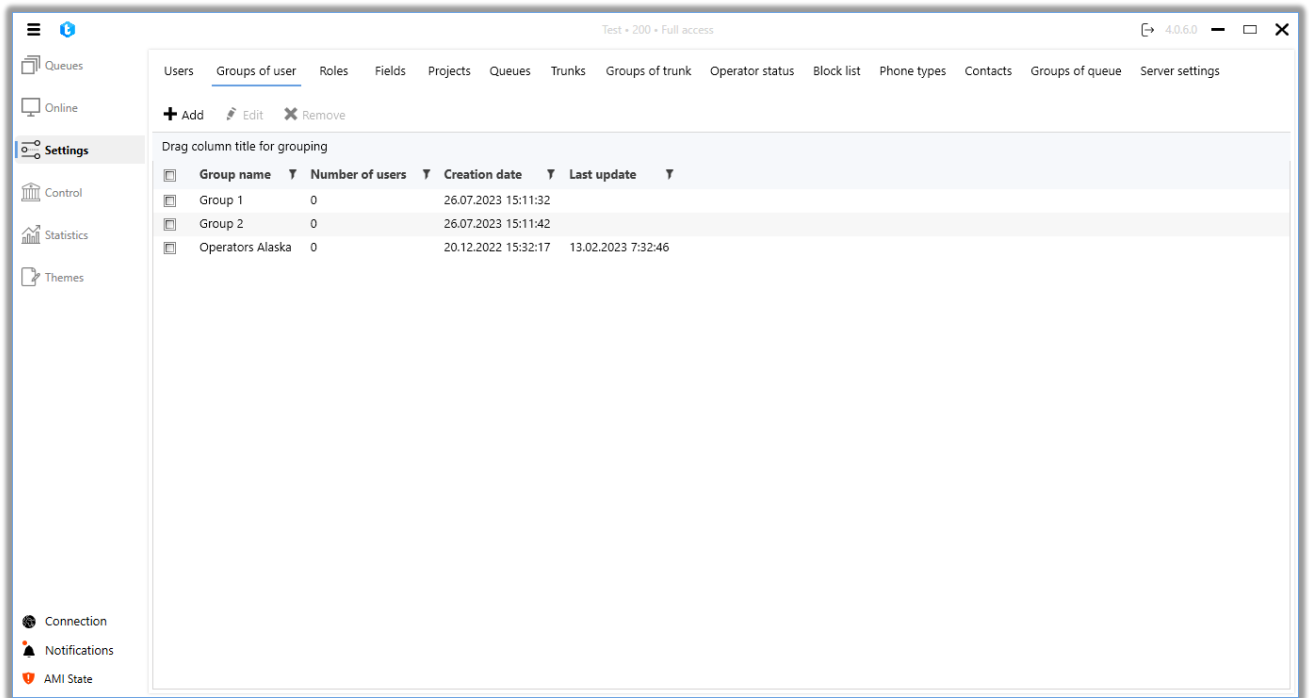 Test • 200 • Full access
4.0.6.0
Queues
Online
Settings
Control
Statistics
Themes
Connection
Notifications
AMI State
Users Groups of user Roles Fields Projects Queues Trunks Groups of trunk Operator status Block list Phone types Contacts Groups of queue Server settings
Add Edit Remove
Drag column title for grouping
Group name Number of users Creation date Last update
Group 1 0 26.07.2023 15:11:32
Group 2 0 26.07.2023 15:11:42
Operators Alaska 0 20.12.2022 15:32:17 13.02.2023 7:32:46